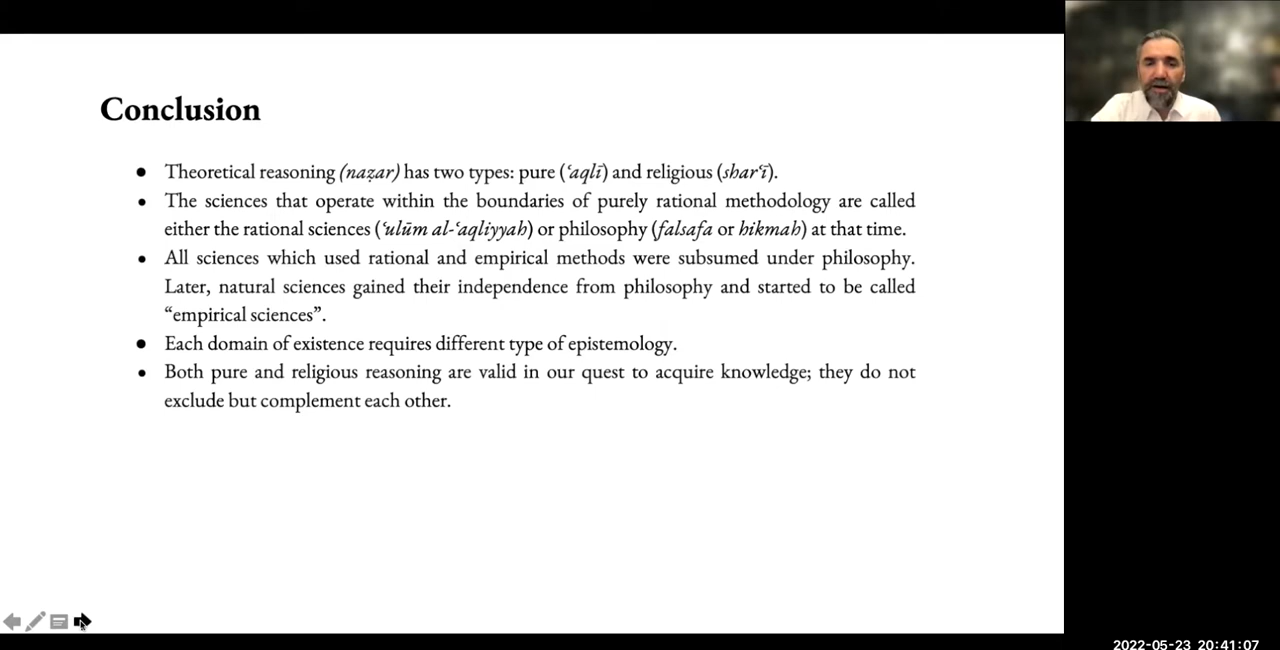 Conclusion
● Theoretical reasoning (naẓar) has two types: pure (ʿaqlī) and religious (sharʿī).
● The sciences that operate within the boundaries of purely rational methodology are called
either the rational sciences (ʿulūm al-ʿaqliyyah) or philosophy (falsafa or hikmah) at that time.
● All sciences which used rational and empirical methods were subsumed under philosophy.
Later, natural sciences gained their independence from philosophy and started to be called
“empirical sciences”.
● Each domain of existence requires different type of epistemology.
● Both pure and religious reasoning are valid in our quest to acquire knowledge; they do not
exclude but complement each other.
2022-05-23 20:41:07